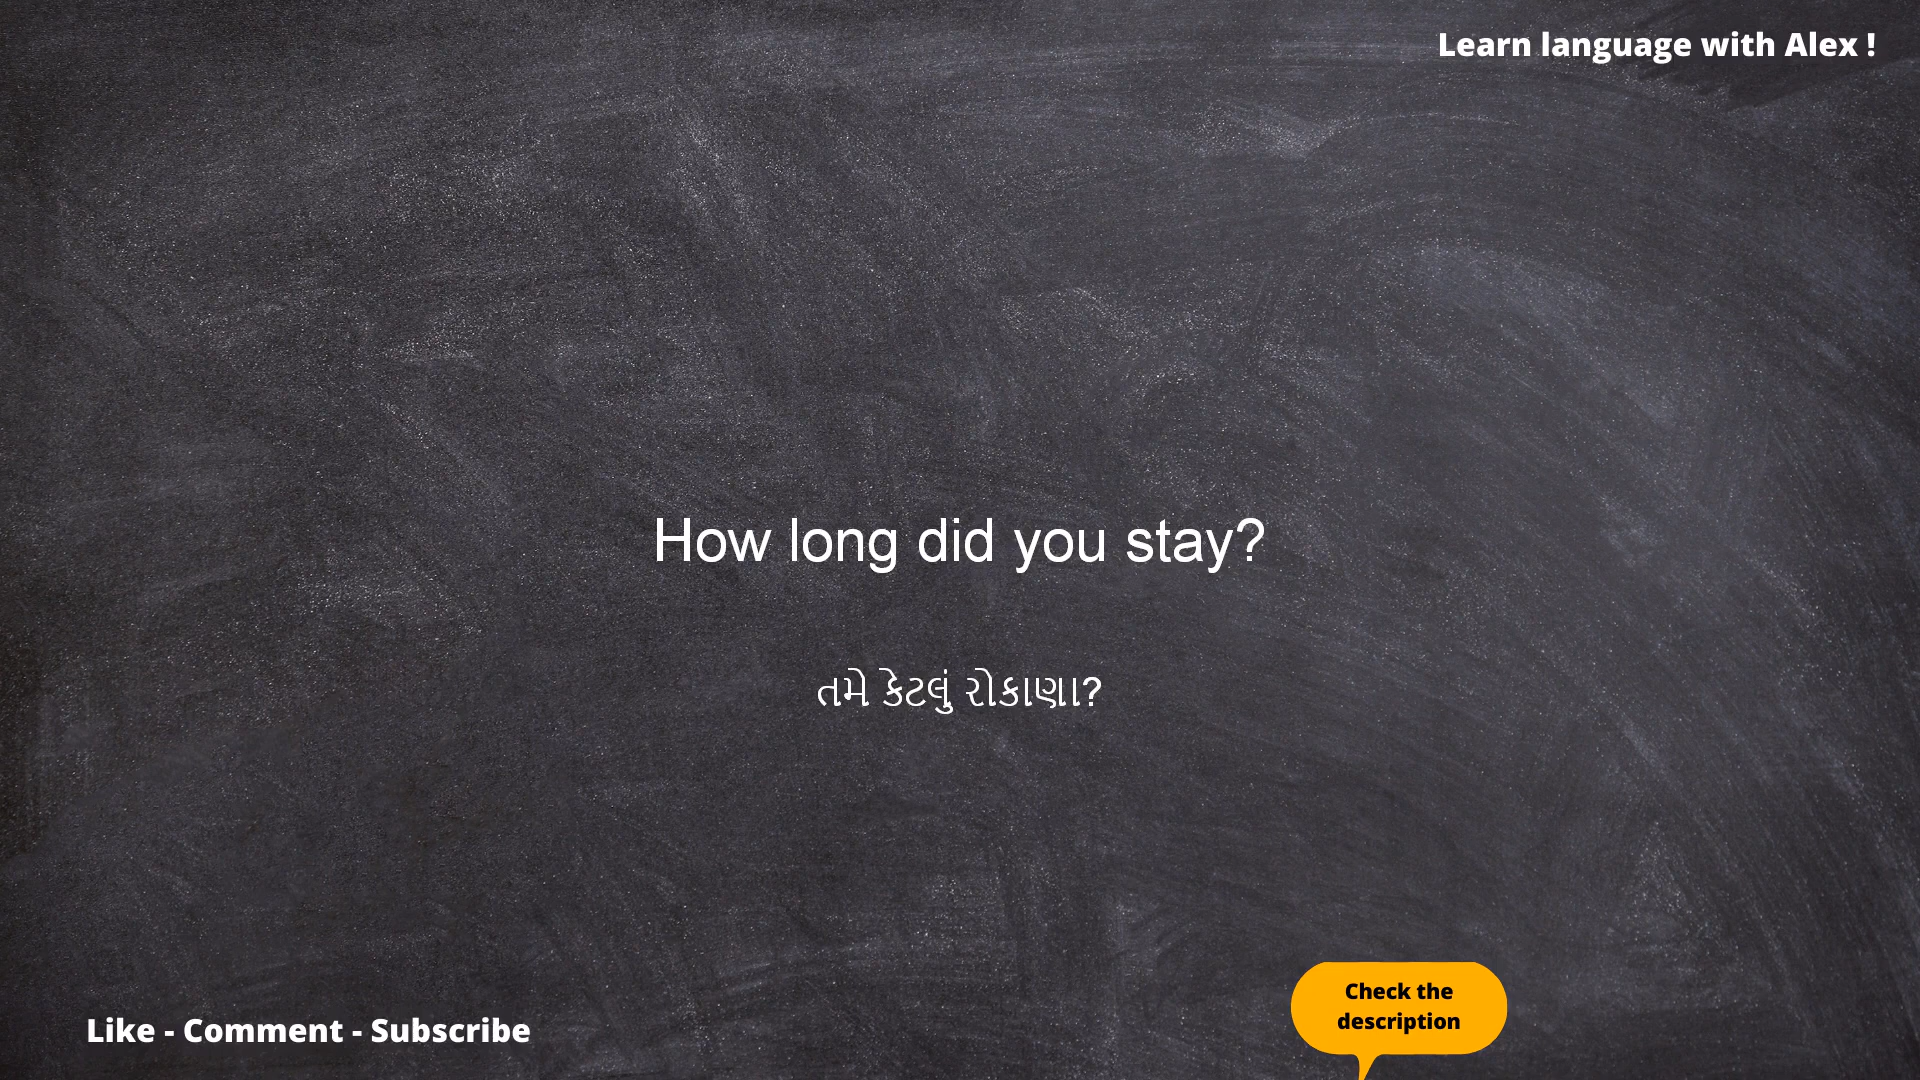 Learn language with Alex !
How long did you stay?
તમે કેટલું રોકાણા?
Check the
description
Like - Comment - Subscribe